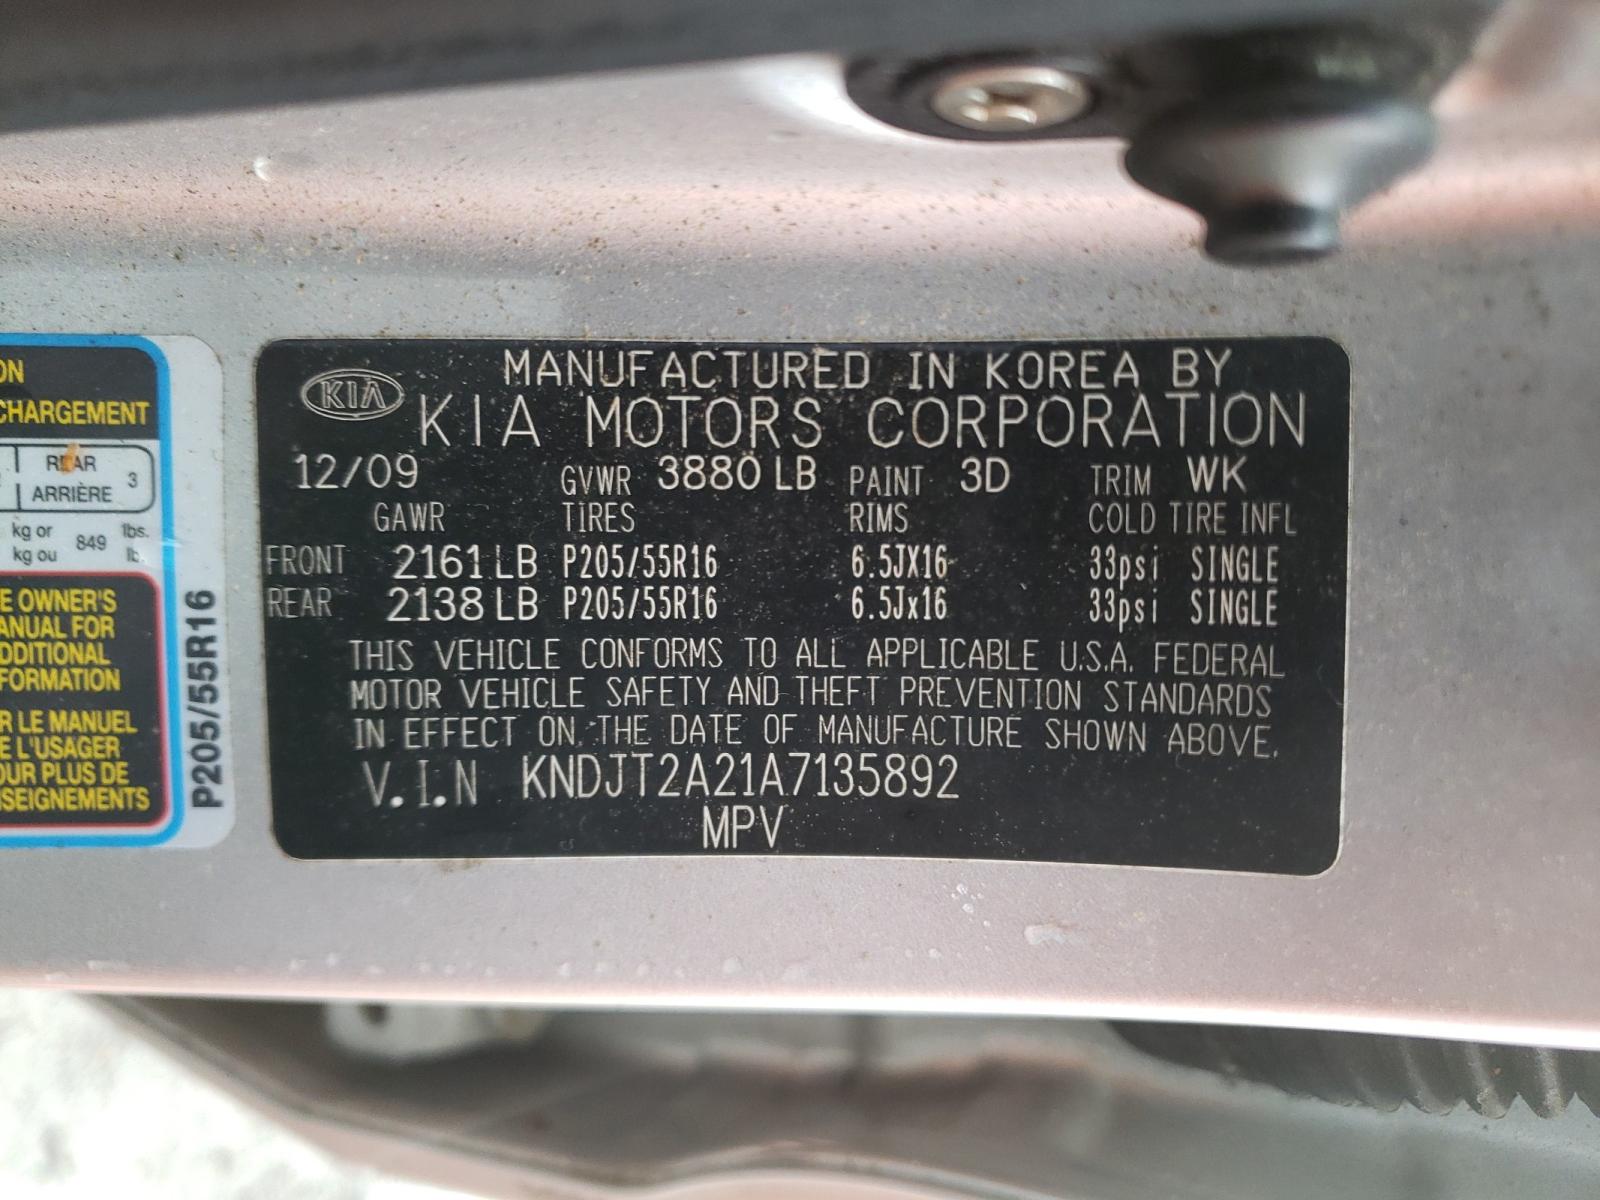 ON
CHARGEMENT
REAR 3
ARRIÈRE
kg or 849 lbs.
kg ou lb.
E OWNER'S
ANUAL FOR
DDITIONAL
FORMATION
R LE MANUEL
E L'USAGER
OUR PLUS DE
NSEIGNEMENTS
P205/55R16
KIA
MANUFACTURED IN KOREA BY
KIA MOTORS CORPORATION
12/09 GVWR 3880 LB PAINT 3D TRIM WK
GAWR TIRES RIMS COLD TIRE INFL
FRONT 2161 LB P205/55R16 6.5JX16 33psi SINGLE
REAR 2138 LB P205/55R16 6.5Jx16 33psi SINGLE
THIS VEHICLE CONFORMS TO ALL APPLICABLE U.S.A. FEDERAL
MOTOR VEHICLE SAFETY AND THEFT PREVENTION STANDARDS
IN EFFECT ON THE DATE OF MANUFACTURE SHOWN ABOVE.
V.I.N KNDJT2A21A7135892
MPV